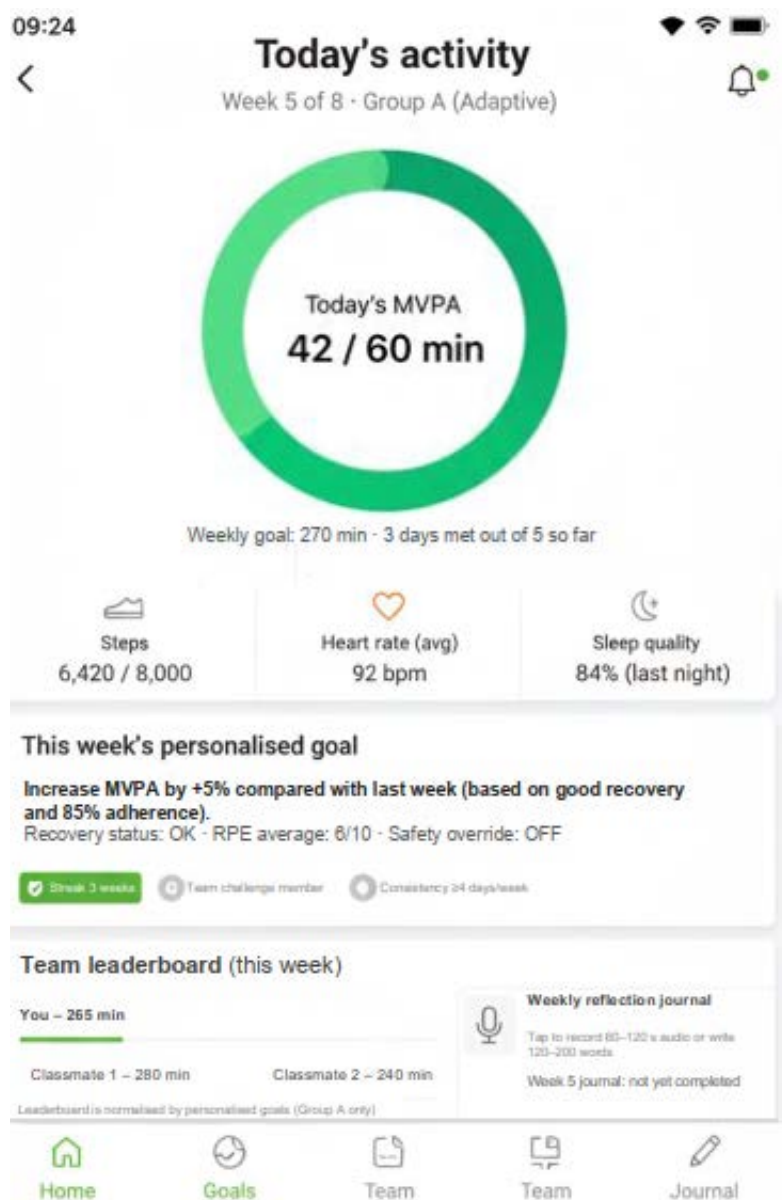 09:24
Today's activity
Week 5 of 8 · Group A (Adaptive)
Today's MVPA
42 / 60 min
Weekly goal: 270 min · 3 days met out of 5 so far
Steps
6,420 / 8,000
Heart rate (avg)
92 bpm
Sleep quality
84% (last night)
This week's personalised goal
Increase MVPA by +5% compared with last week (based on good recovery
and 85% adherence).
Recovery status: OK · RPE average: 6/10 · Safety override: OFF
Streak 3 weeks
Team challenge member
Consistency ≥4 days/week
Team leaderboard (this week)
You – 265 min
Classmate 1 – 280 min
Classmate 2 – 240 min
Leaderboard is normalised by personalised goals (Group A only)
Weekly reflection journal
Tap to record 60–120 s audio or write
120–200 words
Week 5 journal: not yet completed
Home
Goals
Team
Team
Journal